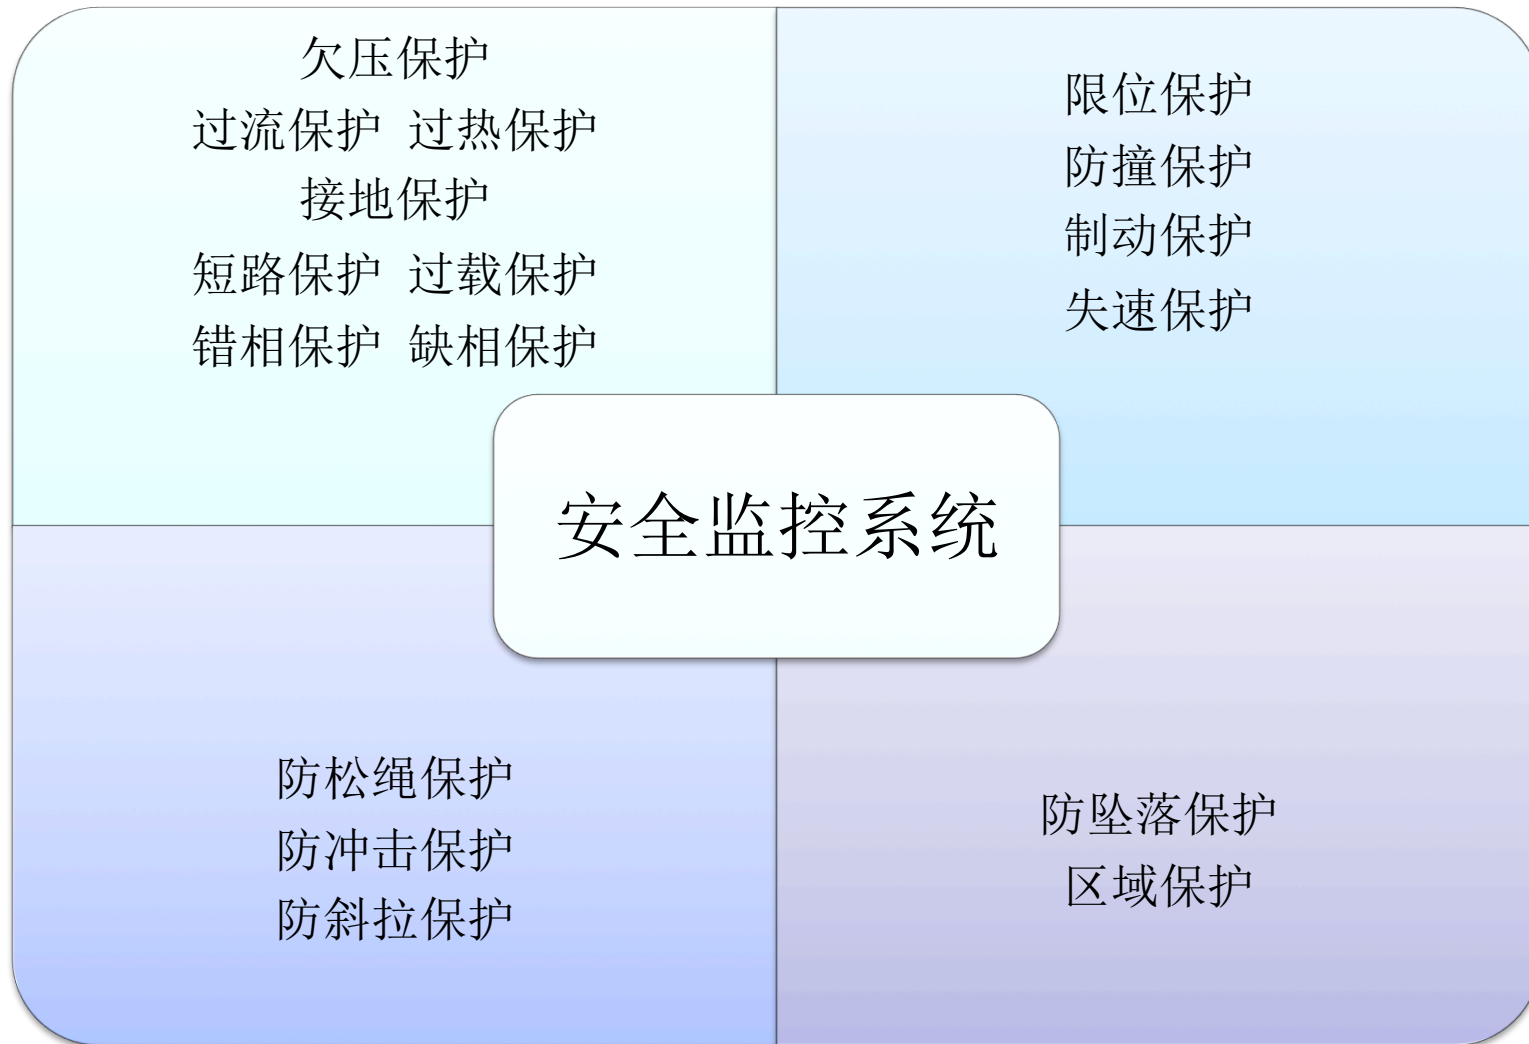 欠压保护
过流保护 过热保护
接地保护
短路保护 过载保护
错相保护 缺相保护
限位保护
防撞保护
制动保护
失速保护
安全监控系统
防松绳保护
防冲击保护
防斜拉保护
防坠落保护
区域保护